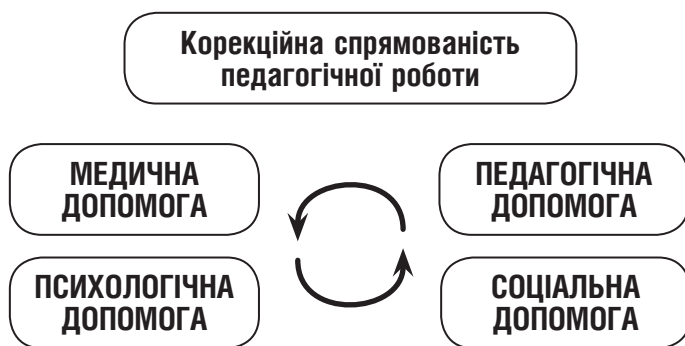 Корекційна спрямованість
педагогічної роботи
МЕДИЧНА
ДОПОМОГА
ПЕДАГОГІЧНА
ДОПОМОГА
ПСИХОЛОГІЧНА
ДОПОМОГА
СОЦІАЛЬНА
ДОПОМОГА